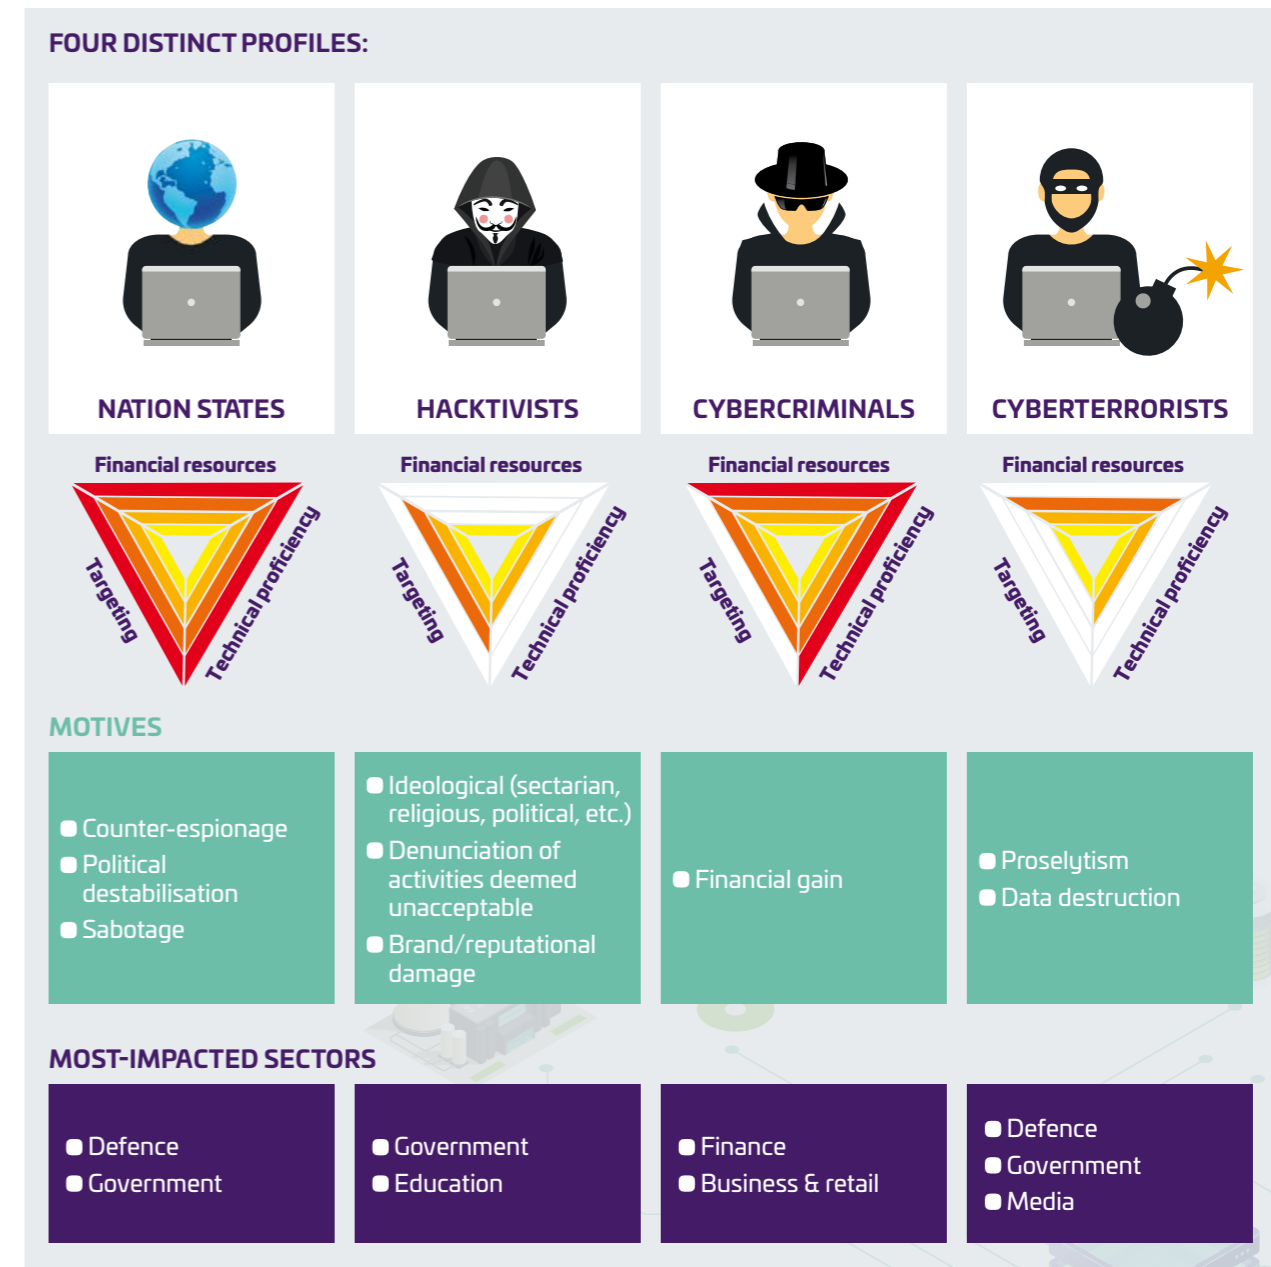 FOUR DISTINCT PROFILES:
NATION STATES
HACKTIVISTS
CYBERCRIMINALS
CYBERTERRORISTS
Financial resources
Targeting
Technical proficiency
Financial resources
Targeting
Technical proficiency
Financial resources
Targeting
Technical proficiency
Financial resources
Targeting
Technical proficiency
MOTIVES
Counter-espionage
Political
destabilisation
Sabotage
Ideological (sectarian,
religious, political, etc.)
Denunciation of
activities deemed
unacceptable
Brand/reputational
damage
Financial gain
Proselytism
Data destruction
MOST-IMPACTED SECTORS
Defence
Government
Government
Education
Finance
Business & retail
Defence
Government
Media